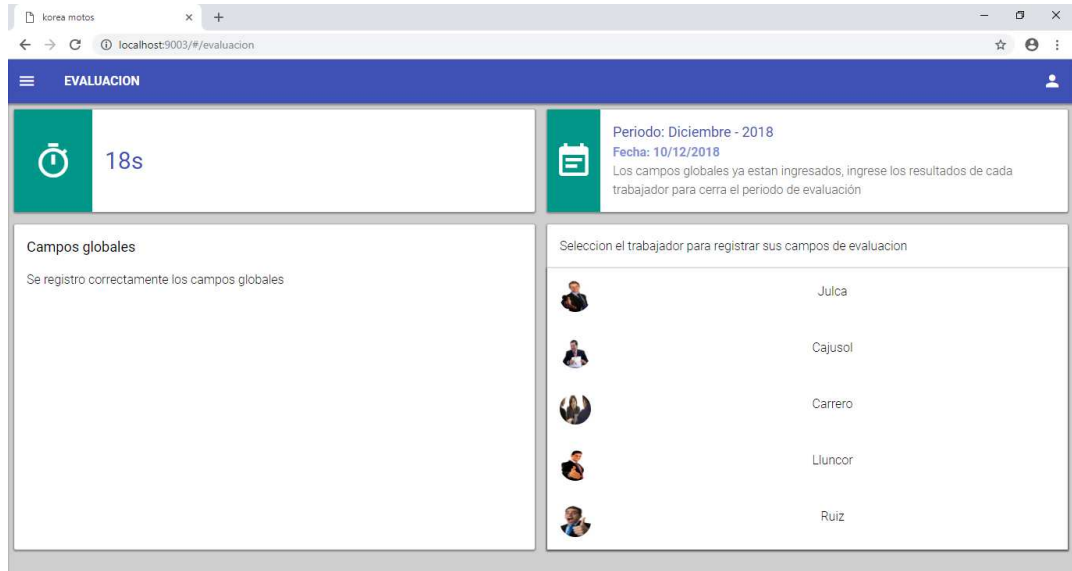 korea motos
localhost:9003/#/evaluacion
EVALUACION
18s
Periodo: Diciembre - 2018
Fecha: 10/12/2018
Los campos globales ya estan ingresados, ingrese los resultados de cada
trabajador para cerra el periodo de evaluación
Campos globales
Se registro correctamente los campos globales
Seleccion el trabajador para registrar sus campos de evaluacion
Julca
Cajusol
Carrero
Lluncor
Ruiz